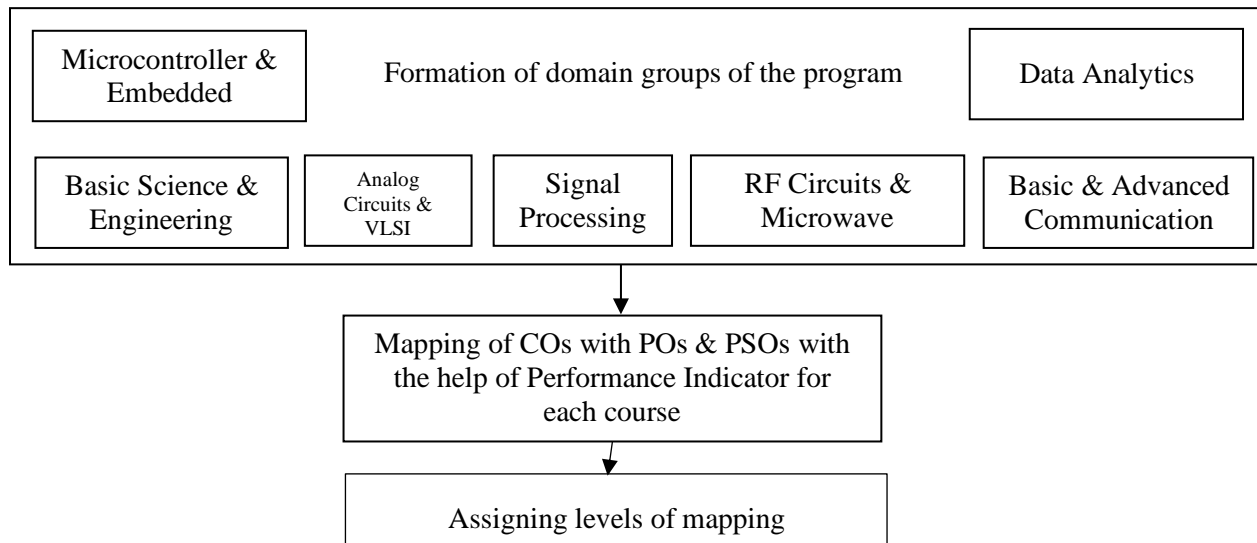 Microcontroller &
Embedded
Formation of domain groups of the program
Data Analytics
Basic Science &
Engineering
Analog
Circuits &
VLSI
Signal
Processing
RF Circuits &
Microwave
Basic & Advanced
Communication
Mapping of COs with POs & PSOs with
the help of Performance Indicator for
each course
Assigning levels of mapping